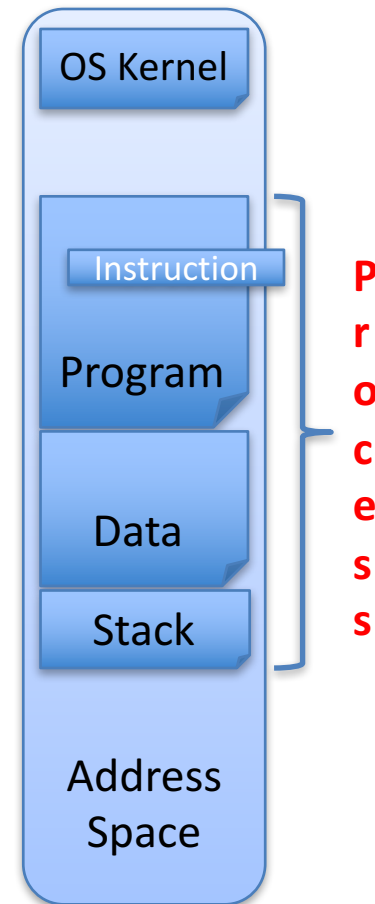 OS Kernel
Instruction
Program
Data
Stack
Address
Space
P
r
o
c
e
s
s